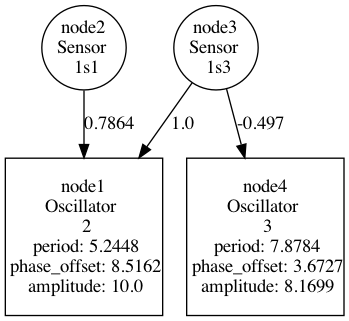 node2
Sensor
1s1
node3
Sensor
1s3
0.7864
1.0
-0.497
node1
Oscillator
2
period: 5.2448
phase_offset: 8.5162
amplitude: 10.0
node4
Oscillator
3
period: 7.8784
phase_offset: 3.6727
amplitude: 8.1699